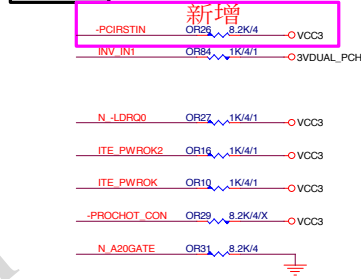 新增
-PCIRSTIN OR26 8.2K/4 VCC3
INV_IN1 OR84 1K/4/1 3VDUAL_PCH
N_-LDRQ0 OR27 1K/4/1 VCC3
ITE_PWROK2 OR16 1K/4/1 VCC3
ITE_PWROK OR10 1K/4/1 VCC3
-PROCHOT_CON OR29 8.2K/4/X VCC3
N_A20GATE OR31 8.2K/4